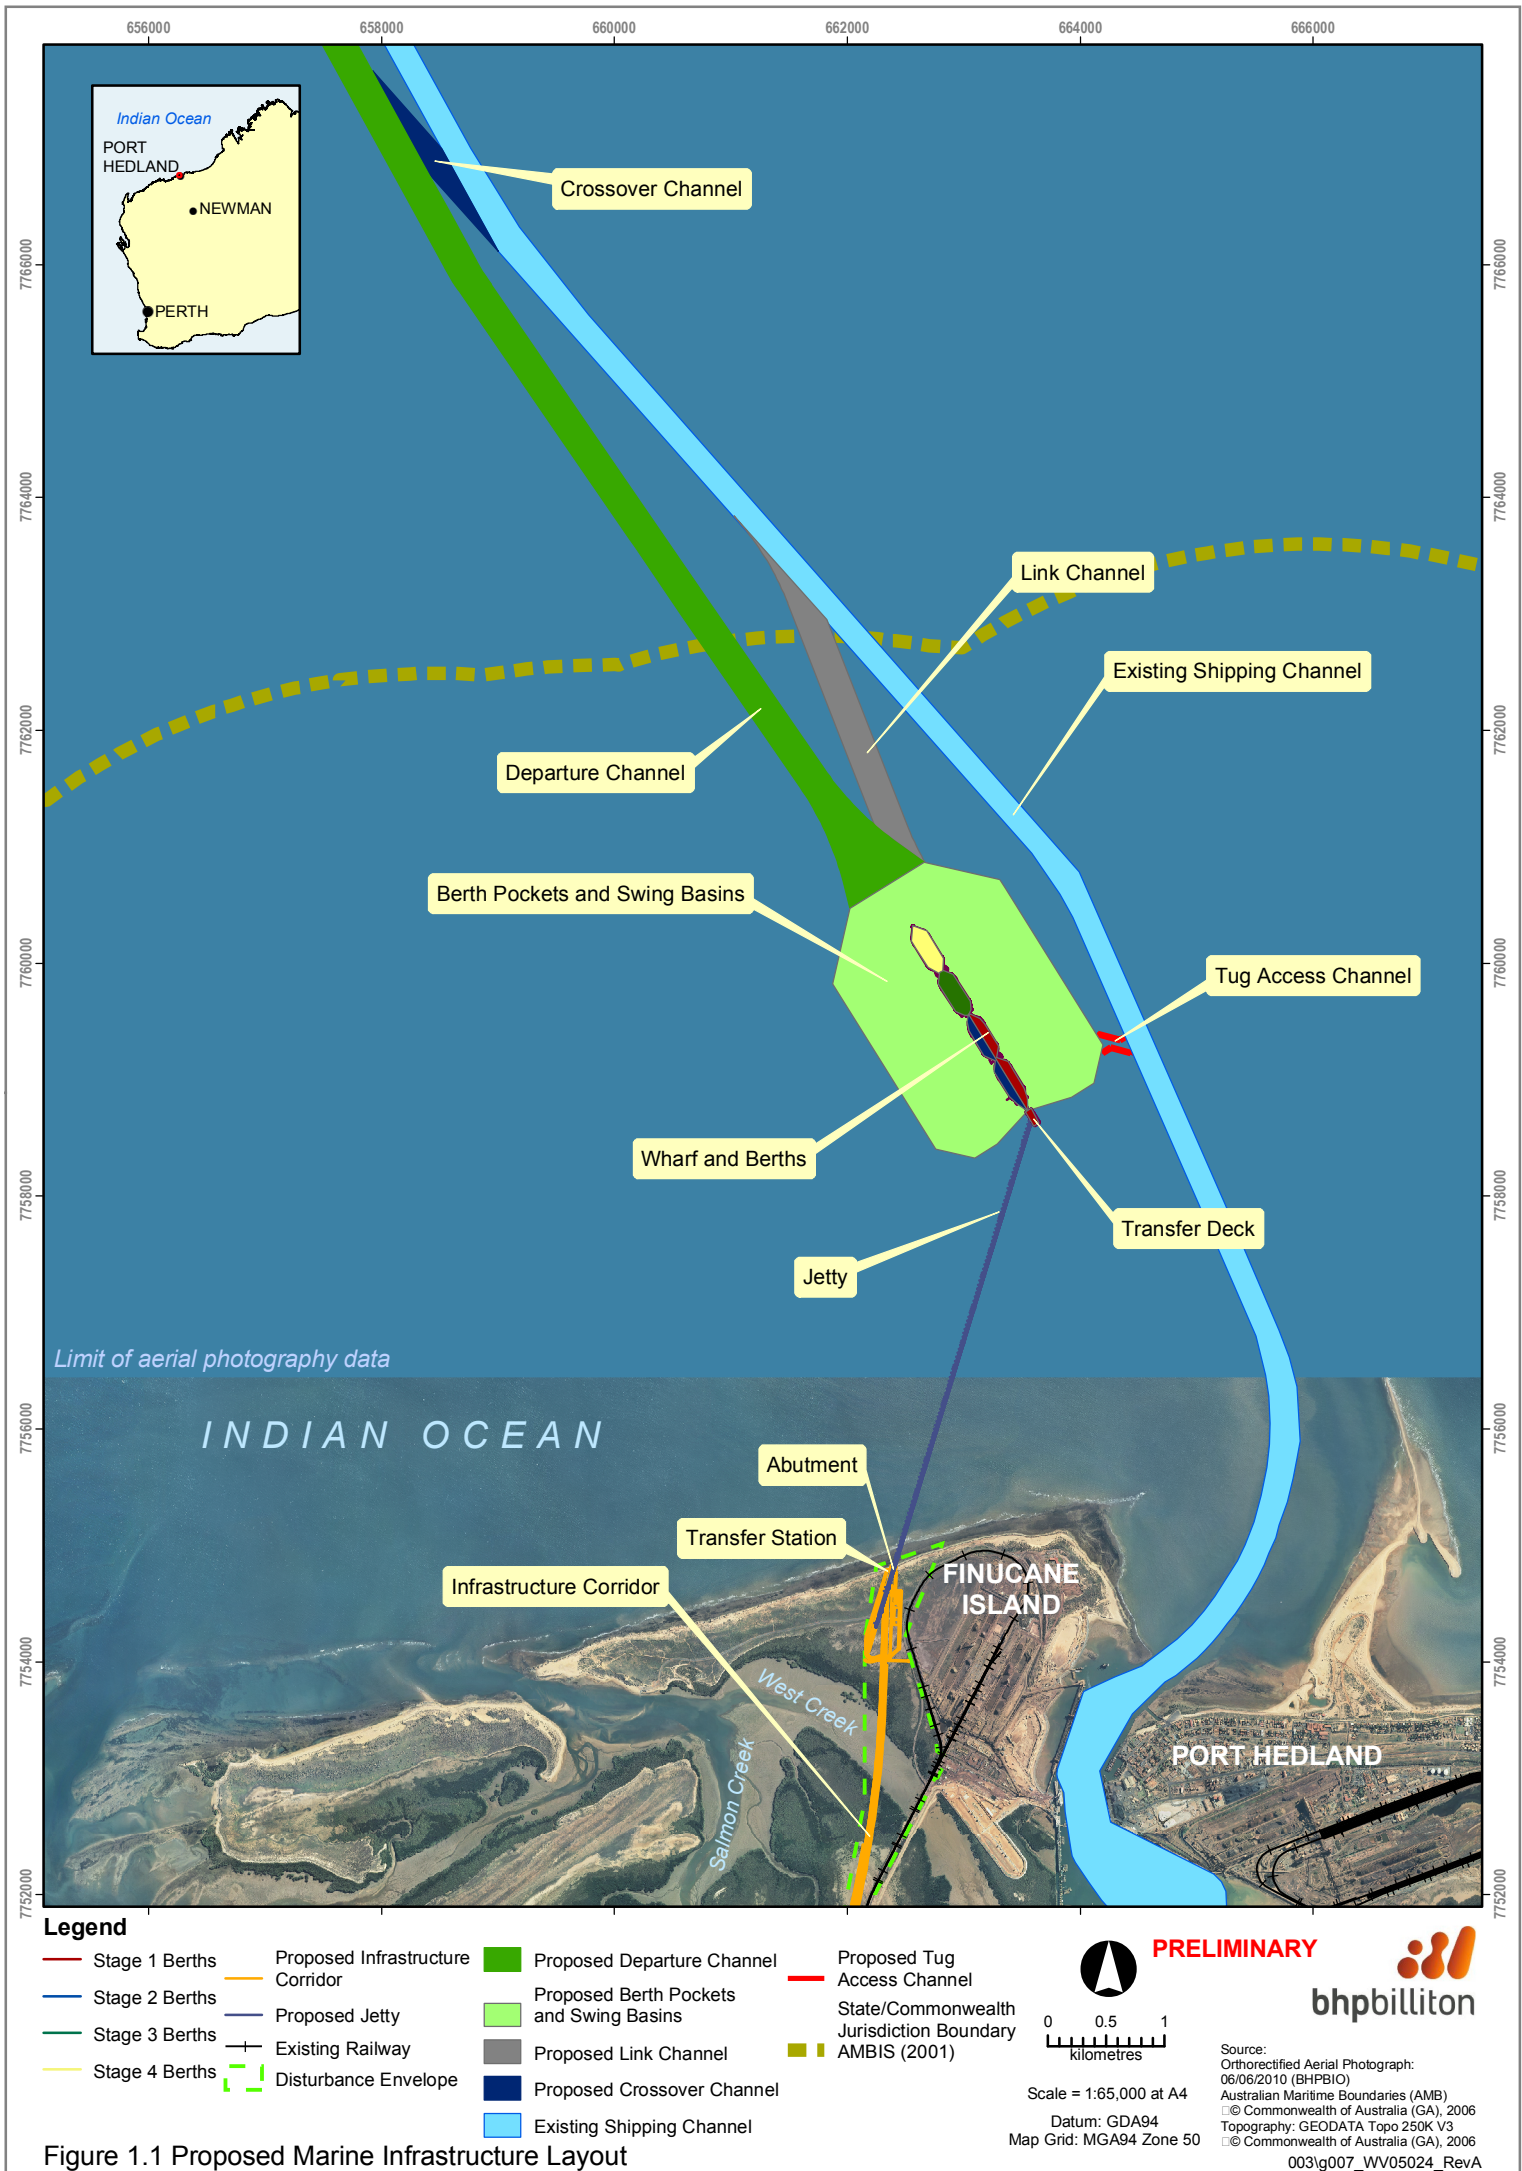 656000
658000
660000
662000
664000
666000
7766000
7764000
7762000
7760000
7758000
7756000
7754000
7752000
7766000
7764000
7762000
7760000
7758000
7756000
7754000
7752000
Indian Ocean
PORT
HEDLAND
NEWMAN
PERTH
Crossover Channel
Link Channel
Existing Shipping Channel
Departure Channel
Berth Pockets and Swing Basins
Tug Access Channel
Wharf and Berths
Transfer Deck
Jetty
Limit of aerial photography data
INDIAN OCEAN
Abutment
Transfer Station
Infrastructure Corridor
FINUCANE
ISLAND
West Creek
Salmon Creek
PORT HEDLAND
Legend
Stage 1 Berths
Stage 2 Berths
Stage 3 Berths
Stage 4 Berths
Proposed Infrastructure
Corridor
Proposed Jetty
Existing Railway
Disturbance Envelope
Proposed Departure Channel
Proposed Berth Pockets
and Swing Basins
Proposed Link Channel
Proposed Crossover Channel
Existing Shipping Channel
Proposed Tug
Access Channel
State/Commonwealth
Jurisdiction Boundary
AMBIS (2001)
PRELIMINARY
0 0.5 1
kilometres
Scale = 1:65,000 at A4
Datum: GDA94
Map Grid: MGA94 Zone 50
bhpbilliton
Source:
Orthorectified Aerial Photograph:
06/06/2010 (BHPBIO)
Australian Maritime Boundaries (AMB)
© Commonwealth of Australia (GA), 2006
Topography: GEODATA Topo 250K V3
© Commonwealth of Australia (GA), 2006
003\g007_WV05024_RevA
Figure 1.1 Proposed Marine Infrastructure Layout